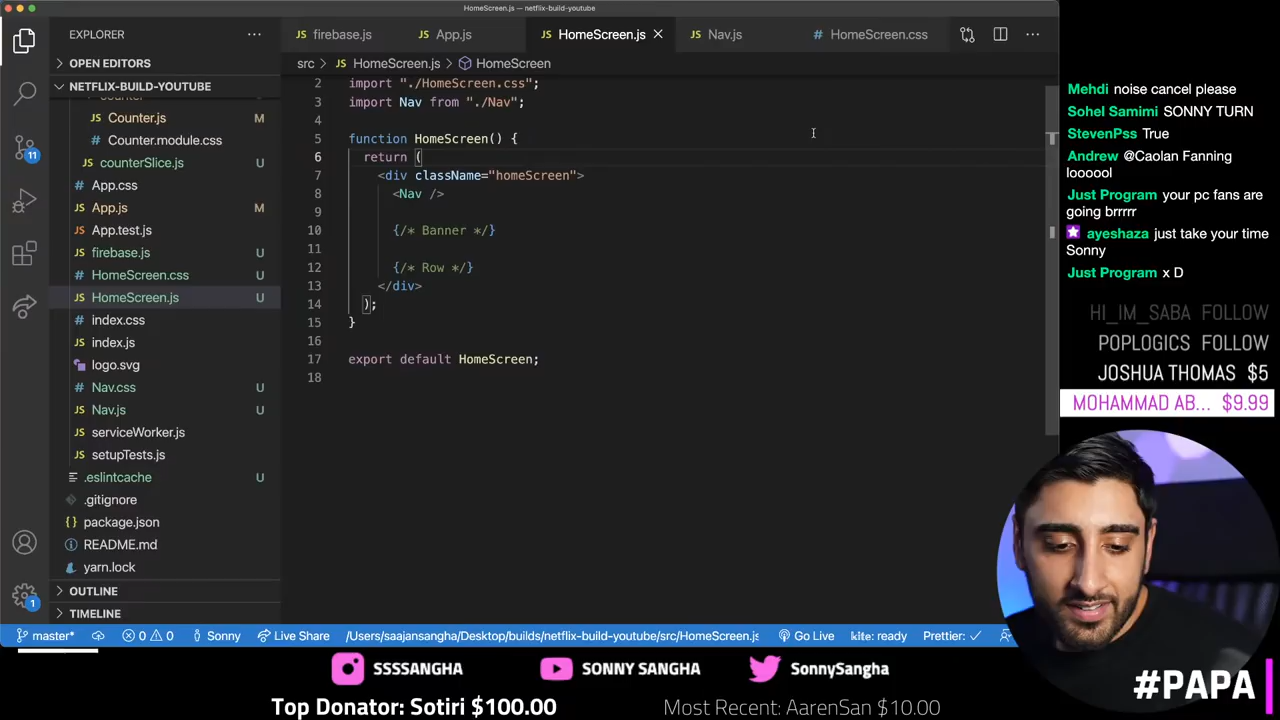 HomeScreen.js — netflix-build-youtube
EXPLORER
OPEN EDITORS
NETFLIX-BUILD-YOUTUBE
counter
Counter.js M
Counter.module.css
counterSlice.js U
App.css
App.js M
App.test.js
firebase.js U
HomeScreen.css U
HomeScreen.js U
index.css
index.js
logo.svg
Nav.css U
Nav.js U
serviceWorker.js
setupTests.js
.eslintcache U
.gitignore
package.json
README.md
yarn.lock
OUTLINE
TIMELINE
11
1
firebase.js
App.js
HomeScreen.js
Nav.js
HomeScreen.css
src > HomeScreen.js > HomeScreen
2 import "./HomeScreen.css";
3 import Nav from "./Nav";
4
5 function HomeScreen() {
6 return (
7 <div className="homeScreen">
8 <Nav />
9
10 {/* Banner */}
11
12 {/* Row */}
13 </div>
14 );
15 }
16
17 export default HomeScreen;
18
master* 0 0 Sonny Live Share /Users/saajansangha/Desktop/builds/netflix-build-youtube/src/HomeScreen.js Go Live kite: ready Prettier: ✓
Mehdi noise cancel please
Sohel Samimi SONNY TURN
StevenPss True
Andrew @Caolan Fanning
loooool
Just Program your pc fans are
going brrrrr
ayeshaza just take your time
Sonny
Just Program x D
HI_IM_SABA FOLLOW
POPLOGICS FOLLOW
JOSHUA THOMAS $5
MOHAMMAD AB... $9.99
#PAPA
SSSSANGHA
SONNY SANGHA
SonnySangha
Top Donator: Sotiri $100.00
Most Recent: AarenSan $10.00